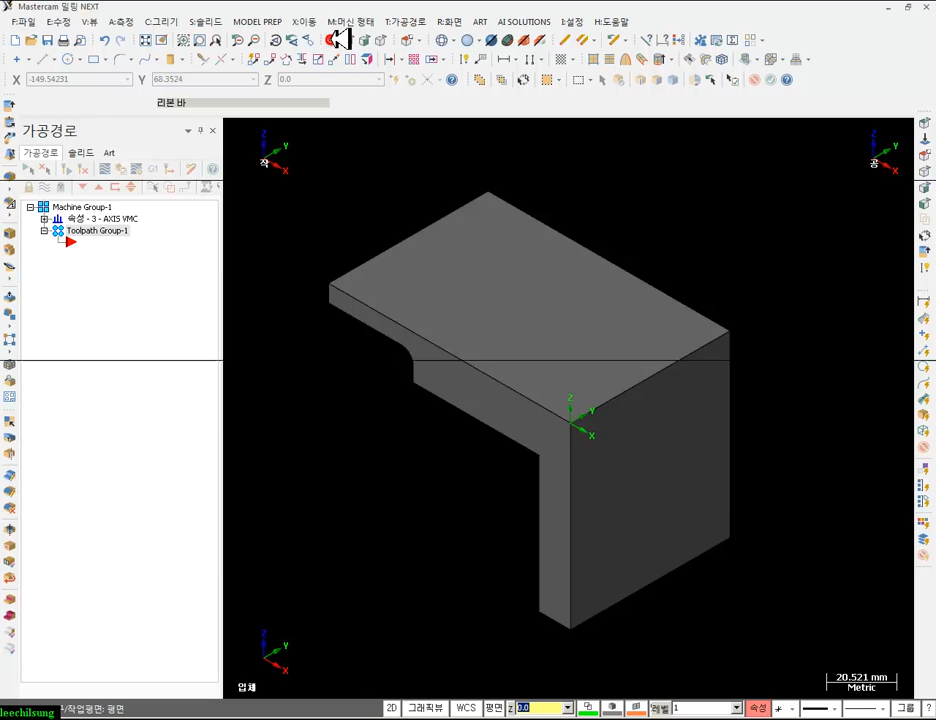 Mastercam 밀링 NEXT
F:파일 E:수정 V:뷰 A:측정 C:그리기 S:솔리드 MODEL PREP X:이동 M:머신 형태 T:가공경로 R:화면 ART AI SOLUTIONS I:설정 H:도움말
X -149.54231 Y 68.3524 Z 0.0
리본 바
가공경로
가공경로 솔리드 Art
G1
Machine Group-1
속성 - 3 - AXIS VMC
Toolpath Group-1
Z Y X 작
Z Y X 공
Z
Y
X
Z Y X
입체
20.521 mm
Metric
leechilsung
/작업평면: 평면
2D 그래픽뷰 WCS 평면 Z 0.0 레벨 1 속성 그룹 ?